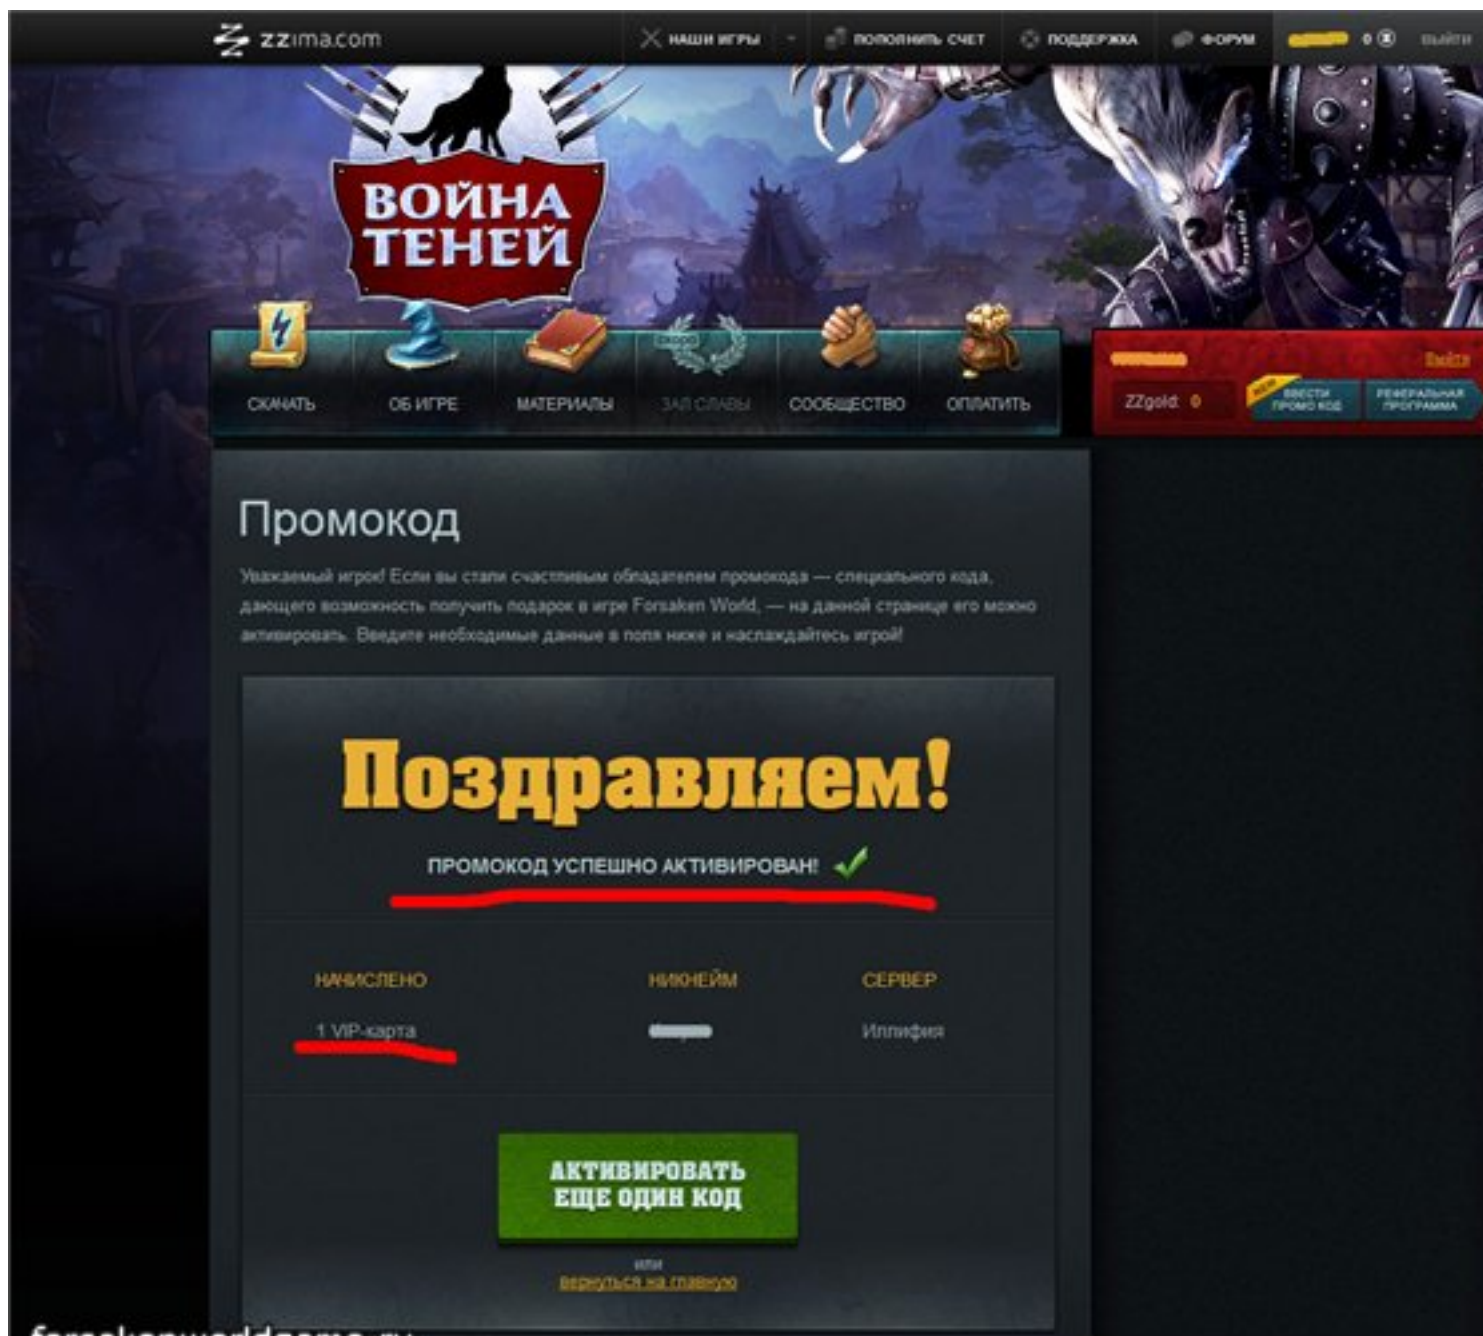 zzima.com
НАШИ ИГРЫ
ПОПОЛНИТЬ СЧЕТ
ПОДДЕРЖКА
ФОРУМ
0
ВЫЙТИ
ВОЙНА
ТЕНЕЙ
СКАЧАТЬ
ОБ ИГРЕ
МАТЕРИАЛЫ
СКОРО
ЗАЛ СЛАВЫ
СООБЩЕСТВО
ОПЛАТИТЬ
Выйти
ZZgold: 0
NEW
ВВЕСТИ
ПРОМО КОД
РЕФЕРАЛЬНАЯ
ПРОГРАММА
Промокод
Уважаемый игрок! Если вы стали счастливым обладателем промокода — специального кода,
дающего возможность получить подарок в игре Forsaken World, — на данной странице его можно
активировать. Введите необходимые данные в поля ниже и наслаждайтесь игрой!
Поздравляем!
ПРОМОКОД УСПЕШНО АКТИВИРОВАН!
НАЧИСЛЕНО
НИКНЕЙМ
СЕРВЕР
1 VIP-карта
Иллифия
АКТИВИРОВАТЬ
ЕЩЕ ОДИН КОД
или
вернуться на главную
forsakenworldgame.ru